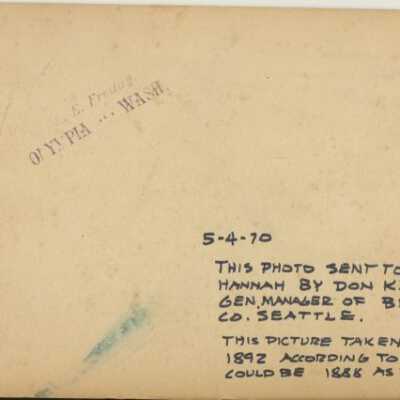 OLYMPIA ... WASH.
5-4-70
THIS PHOTO SENT TO
HANNAH BY DON K.
GEN. MANAGER OF
CO. SEATTLE.
THIS PICTURE TAKEN
1892 ACCORDING TO
COULD BE 1888 AS